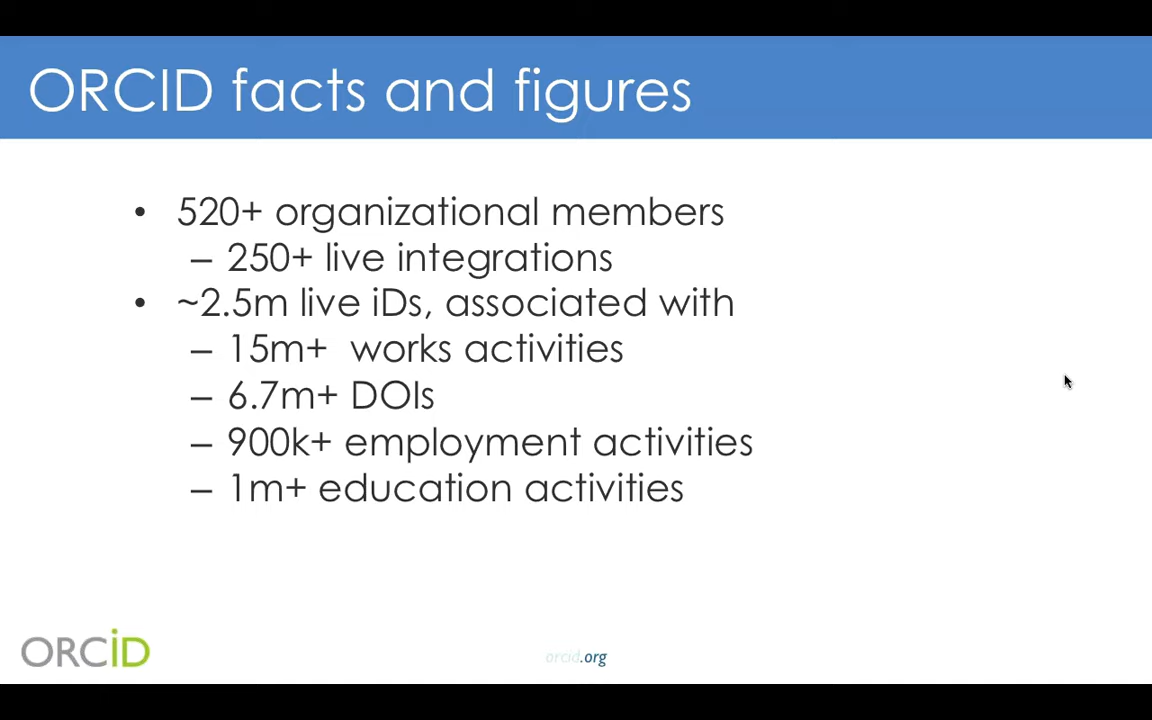 ORCID facts and figures
• 520+ organizational members
– 250+ live integrations
• ~2.5m live iDs, associated with
– 15m+  works activities
– 6.7m+ DOIs
– 900k+ employment activities
– 1m+ education activities
ORCiD
orcid.org